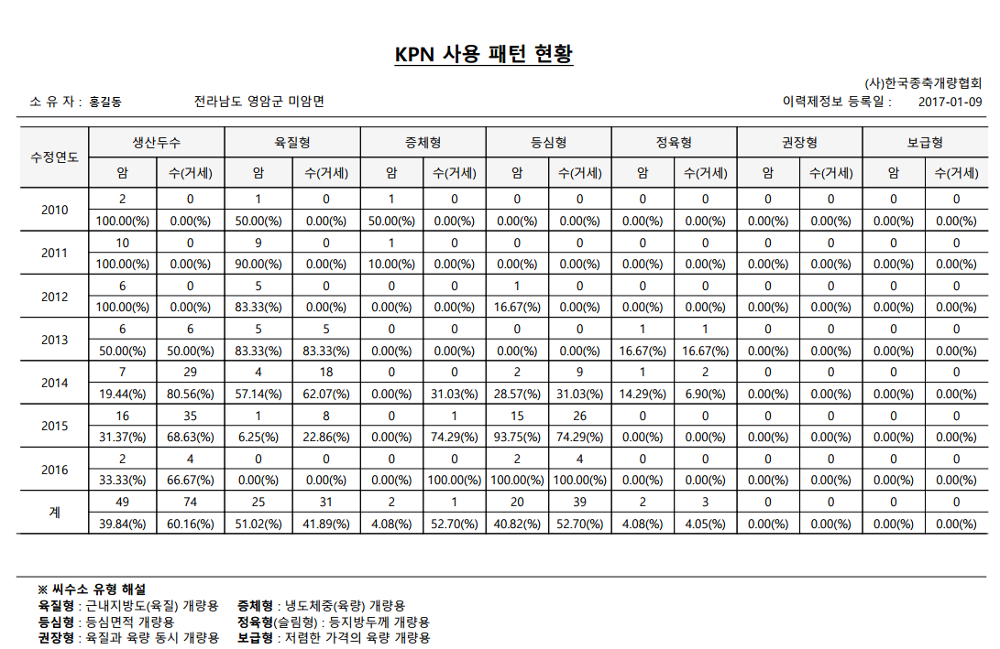 KPN 사용 패턴 현황
(사)한국종축개량협회
소 유 자 : 홍길동 전라남도 영암군 미암면 이력제정보 등록일 : 2017-01-09
수정연도 생산두수 육질형 증체형 등심형 정육형 권장형 보급형
암 수(거세) 암 수(거세) 암 수(거세) 암 수(거세) 암 수(거세) 암 수(거세) 암 수(거세)
2010 2 0 1 0 1 0 0 0 0 0 0 0 0 0
100.00(%) 0.00(%) 50.00(%) 0.00(%) 50.00(%) 0.00(%) 0.00(%) 0.00(%) 0.00(%) 0.00(%) 0.00(%) 0.00(%) 0.00(%) 0.00(%)
2011 10 0 9 0 1 0 0 0 0 0 0 0 0 0
100.00(%) 0.00(%) 90.00(%) 0.00(%) 10.00(%) 0.00(%) 0.00(%) 0.00(%) 0.00(%) 0.00(%) 0.00(%) 0.00(%) 0.00(%) 0.00(%)
2012 6 0 5 0 0 0 1 0 0 0 0 0 0 0
100.00(%) 0.00(%) 83.33(%) 0.00(%) 0.00(%) 0.00(%) 16.67(%) 0.00(%) 0.00(%) 0.00(%) 0.00(%) 0.00(%) 0.00(%) 0.00(%)
2013 6 6 5 5 0 0 0 0 1 1 0 0 0 0
50.00(%) 50.00(%) 83.33(%) 83.33(%) 0.00(%) 0.00(%) 0.00(%) 0.00(%) 16.67(%) 16.67(%) 0.00(%) 0.00(%) 0.00(%) 0.00(%)
2014 7 29 4 18 0 0 2 9 1 2 0 0 0 0
19.44(%) 80.56(%) 57.14(%) 62.07(%) 0.00(%) 31.03(%) 28.57(%) 31.03(%) 14.29(%) 6.90(%) 0.00(%) 0.00(%) 0.00(%) 0.00(%)
2015 16 35 1 8 0 1 15 26 0 0 0 0 0 0
31.37(%) 68.63(%) 6.25(%) 22.86(%) 0.00(%) 74.29(%) 93.75(%) 74.29(%) 0.00(%) 0.00(%) 0.00(%) 0.00(%) 0.00(%) 0.00(%)
2016 2 4 0 0 0 0 2 4 0 0 0 0 0 0
33.33(%) 66.67(%) 0.00(%) 0.00(%) 0.00(%) 100.00(%) 100.00(%) 100.00(%) 0.00(%) 0.00(%) 0.00(%) 0.00(%) 0.00(%) 0.00(%)
계 49 74 25 31 2 1 20 39 2 3 0 0 0 0
39.84(%) 60.16(%) 51.02(%) 41.89(%) 4.08(%) 52.70(%) 40.82(%) 52.70(%) 4.08(%) 4.05(%) 0.00(%) 0.00(%) 0.00(%) 0.00(%)
※ 씨수소 유형 해설
육질형 : 근내지방도(육질) 개량용 증체형 : 냉도체중(육량) 개량용
등심형 : 등심면적 개량용 정육형(슬림형) : 등지방두께 개량용
권장형 : 육질과 육량 동시 개량용 보급형 : 저렴한 가격의 육량 개량용